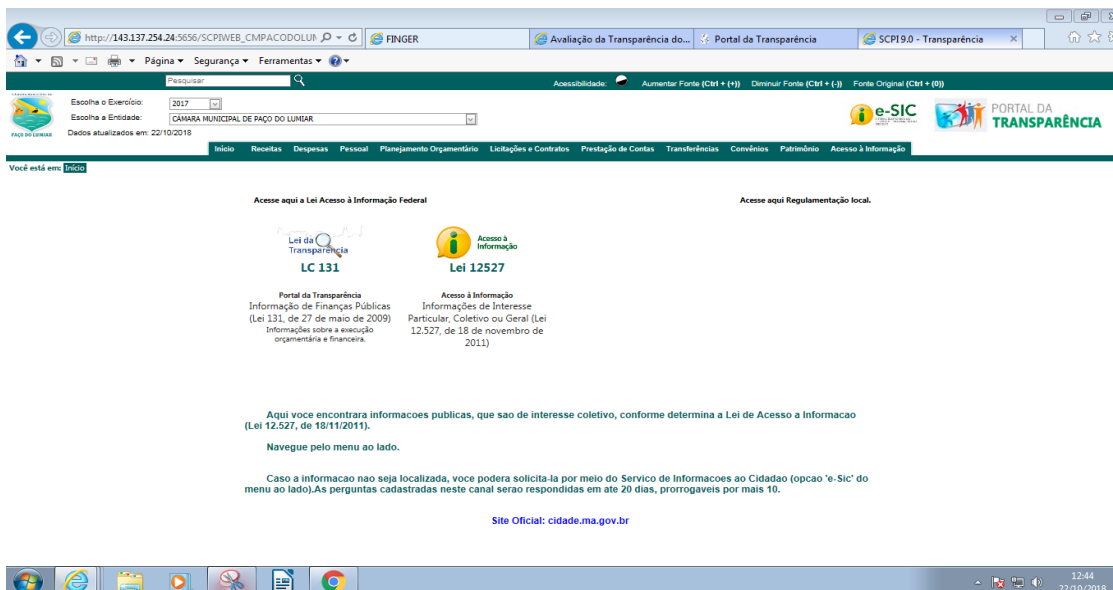 http://143.137.254.24:5656/SCPIWEB_CMPACODOLUM
FINGER
Avaliação da Transparência do...
Portal da Transparência
SCPI 9.0 - Transparência
Página Segurança Ferramentas
Pesquisar
Acessibilidade: Aumentar Fonte (Ctrl + (+)) Diminuir Fonte (Ctrl + (-)) Fonte Original (Ctrl + (0))
Escolha o Exercício: 2017
Escolha a Entidade: CÂMARA MUNICIPAL DE PAÇO DO LUMIAR
PAÇO DO LUMIAR
Dados atualizados em: 22/10/2018
e-SIC
PORTAL DA
TRANSPARÊNCIA
Início Receitas Despesas Pessoal Planejamento Orçamentário Licitações e Contratos Prestação de Contas Transferências Convênios Patrimônio Acesso à Informação
Você está em: Início
Acesse aqui a Lei Acesso à Informação Federal
Acesse aqui Regulamentação local.
Lei da
Transparência
LC 131
Acesso à
Informação
Lei 12527
Portal da Transparência
Informação de Finanças Públicas
(Lei 131, de 27 de maio de 2009)
Informações sobre a execução
orçamentária e financeira.
Acesso à Informação
Informações de Interesse
Particular, Coletivo ou Geral (Lei
12.527, de 18 de novembro de
2011)
Aqui voce encontrara informacoes publicas, que sao de interesse coletivo, conforme determina a Lei de Acesso a Informacao
(Lei 12.527, de 18/11/2011).
Navegue pelo menu ao lado.
Caso a informacao nao seja localizada, voce podera solicita-la por meio do Servico de Informacoes ao Cidadao (opcao 'e-Sic' do
menu ao lado).As perguntas cadastradas neste canal serao respondidas em ate 20 dias, prorrogaveis por mais 10.
Site Oficial: cidade.ma.gov.br
12:44
22/10/2018